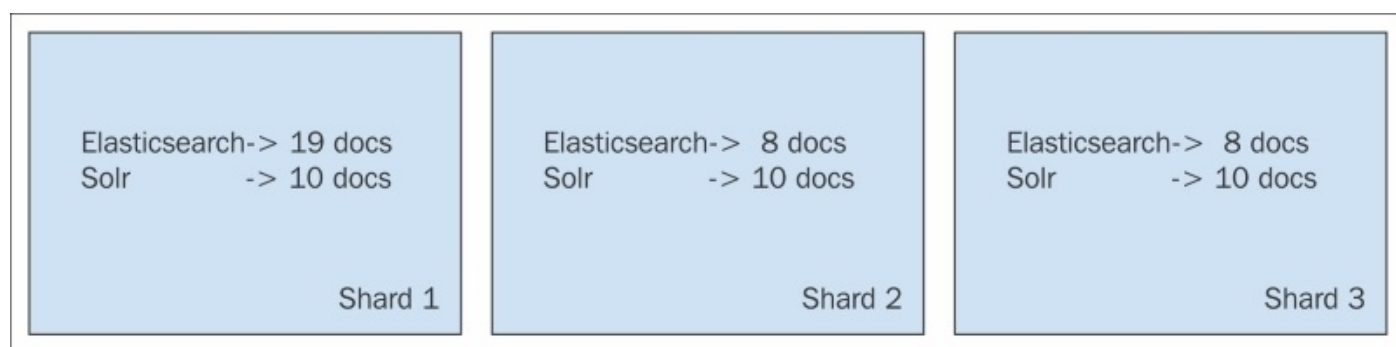 Elasticsearch-> 19 docs
Solr -> 10 docs
Shard 1
Elasticsearch-> 8 docs
Solr -> 10 docs
Shard 2
Elasticsearch-> 8 docs
Solr -> 10 docs
Shard 3